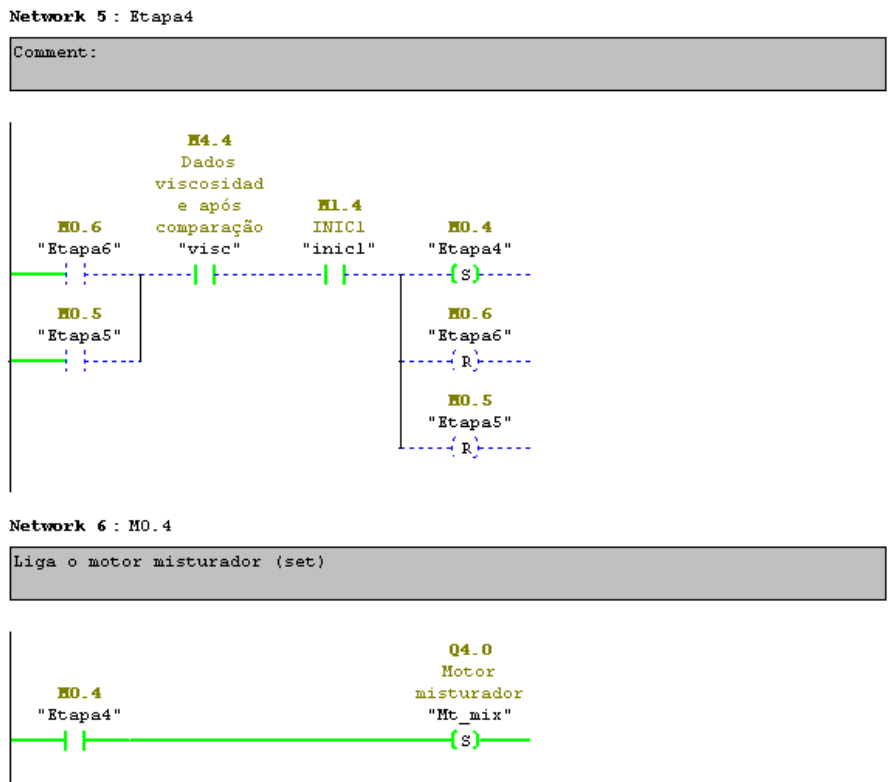 Network 5 : Etapa4
Comment:
M4.4
Dados
viscosidad
e após
comparação
"visc"
M1.4
INIC1
"inic1"
M0.6
"Etapa6"
M0.4
"Etapa4"
S
M0.5
"Etapa5"
M0.6
"Etapa6"
R
M0.5
"Etapa5"
R
Network 6 : M0.4
Liga o motor misturador (set)
Q4.0
Motor
misturador
"Mt_mix"
M0.4
"Etapa4"
S